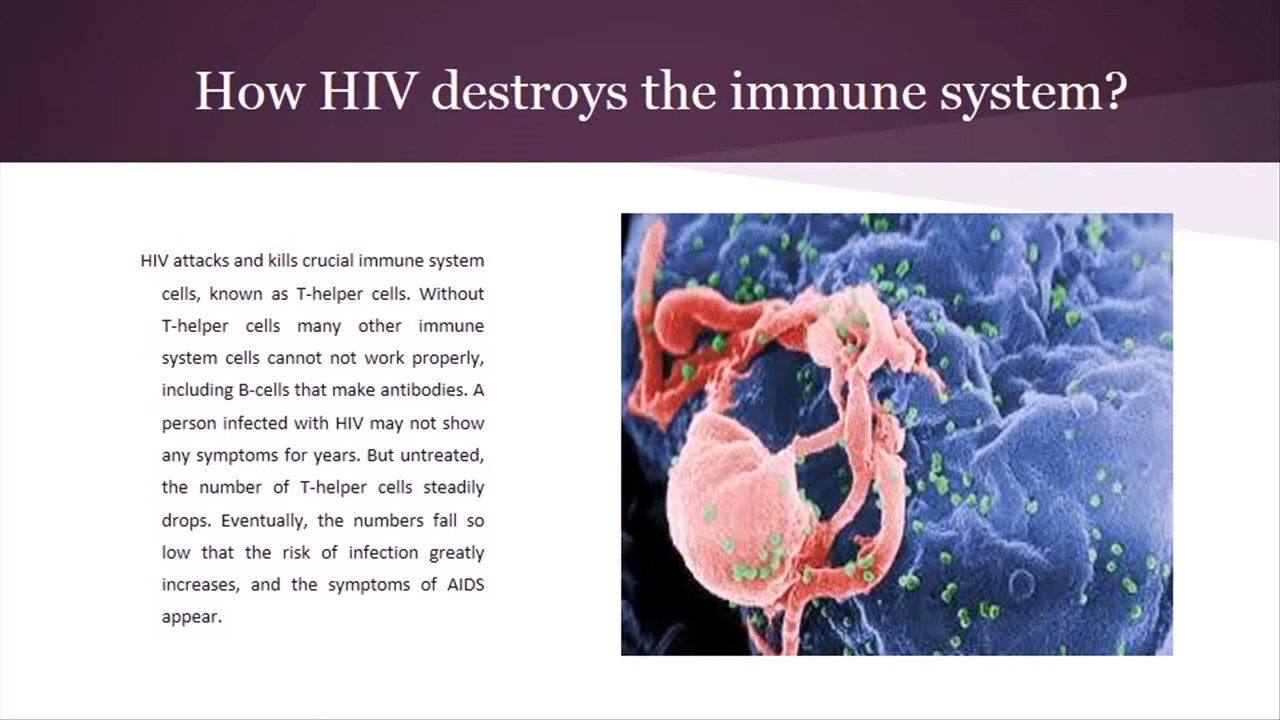 How HIV destroys the immune system?
HIV attacks and kills crucial immune system
cells, known as T-helper cells. Without
T-helper cells many other immune
system cells cannot not work properly,
including B-cells that make antibodies. A
person infected with HIV may not show
any symptoms for years. But untreated,
the number of T-helper cells steadily
drops. Eventually, the numbers fall so
low that the risk of infection greatly
increases, and the symptoms of AIDS
appear.